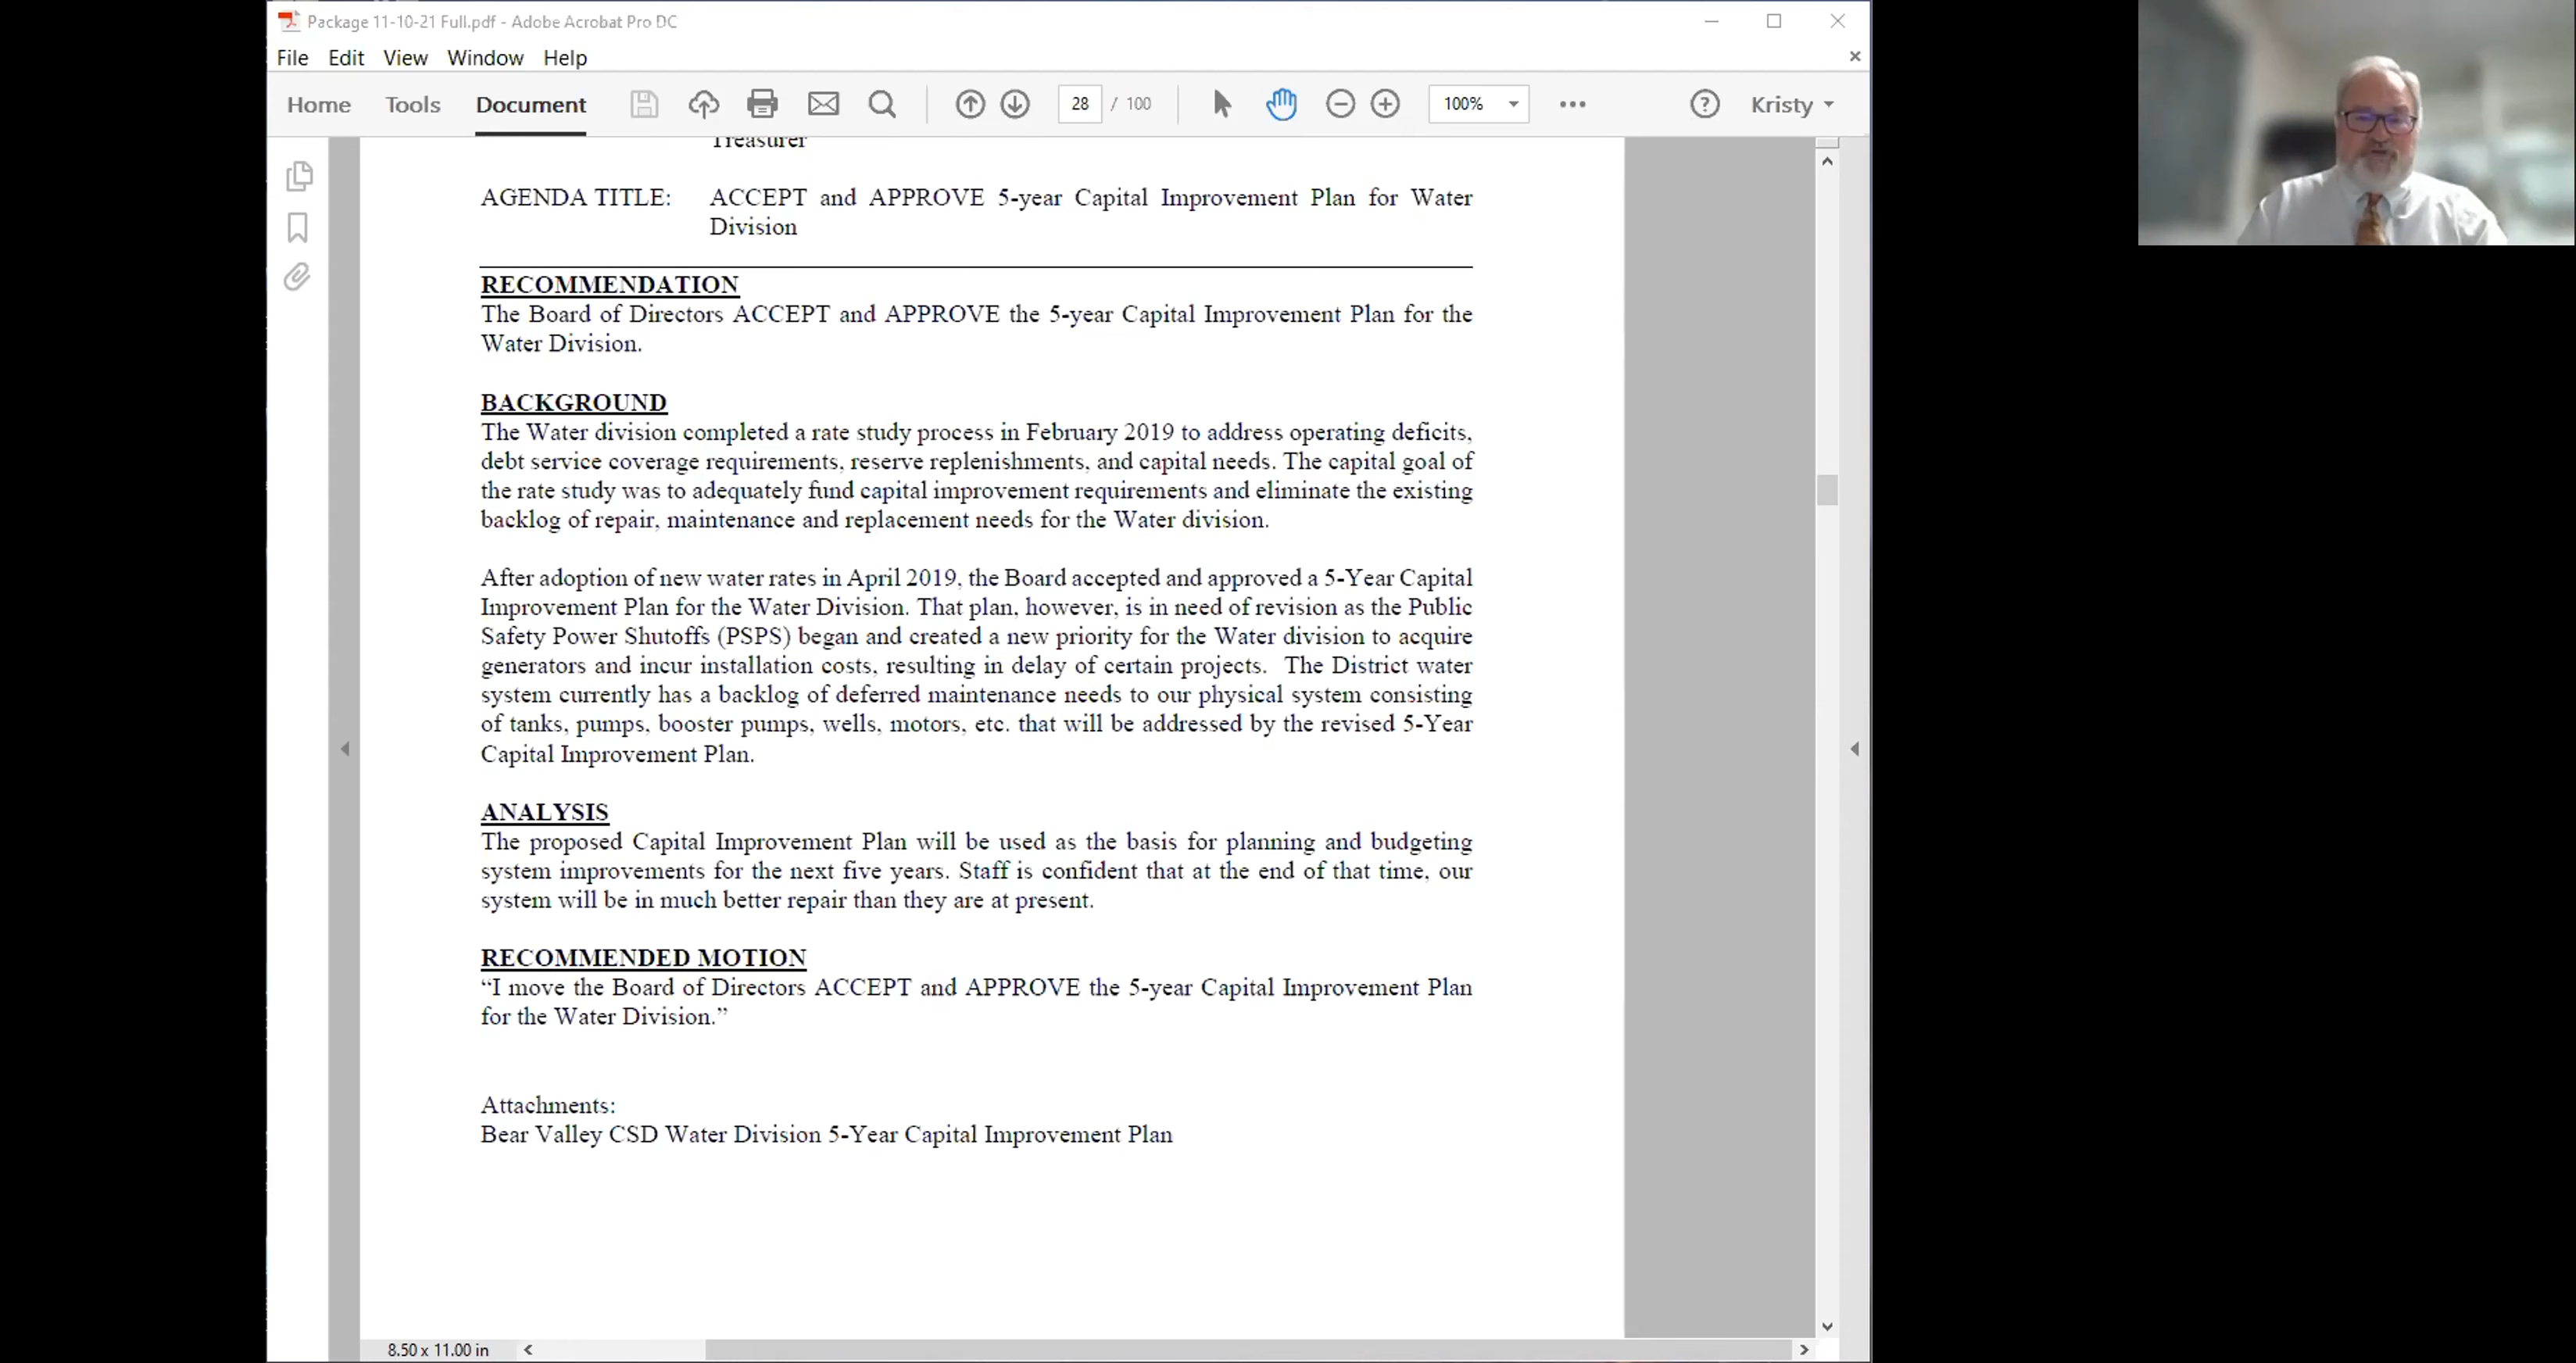 Package 11-10-21 Full.pdf - Adobe Acrobat Pro DC
File Edit View Window Help
Home Tools Document 28 / 100 100% Kristy
Treasurer
AGENDA TITLE: ACCEPT and APPROVE 5-year Capital Improvement Plan for Water
Division
RECOMMENDATION
The Board of Directors ACCEPT and APPROVE the 5-year Capital Improvement Plan for the
Water Division.
BACKGROUND
The Water division completed a rate study process in February 2019 to address operating deficits,
debt service coverage requirements, reserve replenishments, and capital needs. The capital goal of
the rate study was to adequately fund capital improvement requirements and eliminate the existing
backlog of repair, maintenance and replacement needs for the Water division.
After adoption of new water rates in April 2019, the Board accepted and approved a 5-Year Capital
Improvement Plan for the Water Division. That plan, however, is in need of revision as the Public
Safety Power Shutoffs (PSPS) began and created a new priority for the Water division to acquire
generators and incur installation costs, resulting in delay of certain projects. The District water
system currently has a backlog of deferred maintenance needs to our physical system consisting
of tanks, pumps, booster pumps, wells, motors, etc. that will be addressed by the revised 5-Year
Capital Improvement Plan.
ANALYSIS
The proposed Capital Improvement Plan will be used as the basis for planning and budgeting
system improvements for the next five years. Staff is confident that at the end of that time, our
system will be in much better repair than they are at present.
RECOMMENDED MOTION
“I move the Board of Directors ACCEPT and APPROVE the 5-year Capital Improvement Plan
for the Water Division.”
Attachments:
Bear Valley CSD Water Division 5-Year Capital Improvement Plan
8.50 x 11.00 in